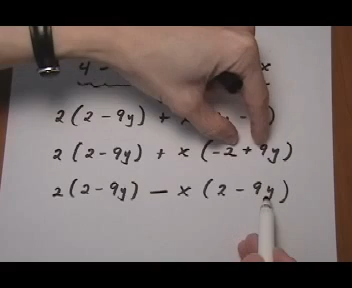 4 - x
2 ( 2 - 9y ) + x ( - )
2 ( 2 - 9y ) + x ( -2 + 9y )
2 ( 2 - 9y ) - x ( 2 - 9y )